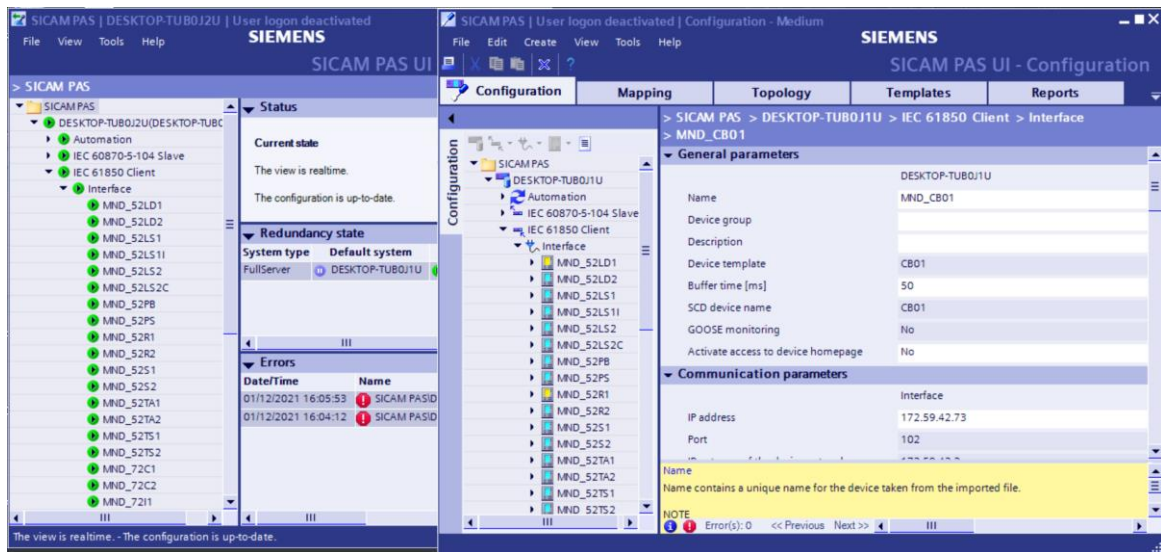 SICAM PAS | DESKTOP-TUB0J2U | User logon deactivated
File View Tools Help
SIEMENS
SICAM PAS UI
> SICAM PAS
SICAM PAS
DESKTOP-TUB0J2U(DESKTOP-TUBC
Automation
IEC 60870-5-104 Slave
IEC 61850 Client
Interface
MND_52LD1
MND_52LD2
MND_52LS1
MND_52LS1I
MND_52LS2
MND_52LS2C
MND_52PB
MND_52PS
MND_52R1
MND_52R2
MND_52S1
MND_52S2
MND_52TA1
MND_52TA2
MND_52TS1
MND_52TS2
MND_72C1
MND_72C2
MND_72I1
Status
Current state
The view is realtime.
The configuration is up-to-date.
Redundancy state
System type Default system
FullServer DESKTOP-TUB0J1U
Errors
Date/Time Name
01/12/2021 16:05:53 SICAM PAS\D
01/12/2021 16:04:12 SICAM PAS\D
The view is realtime. - The configuration is up-to-date.
SICAM PAS | User logon deactivated | Configuration - Medium
File Edit Create View Tools Help
SIEMENS
SICAM PAS UI - Configuration
Configuration Mapping Topology Templates Reports
Configuration
SICAM PAS
DESKTOP-TUB0J1U
Automation
IEC 60870-5-104 Slave
IEC 61850 Client
Interface
MND_52LD1
MND_52LD2
MND_52LS1
MND_52LS1I
MND_52LS2
MND_52LS2C
MND_52PB
MND_52PS
MND_52R1
MND_52R2
MND_52S1
MND_52S2
MND_52TA1
MND_52TA2
MND_52TS1
MND_52TS2
> SICAM PAS > DESKTOP-TUB0J1U > IEC 61850 Client > Interface
> MND_CB01
General parameters
DESKTOP-TUB0J1U
Name MND_CB01
Device group
Description
Device template CB01
Buffer time [ms] 50
SCD device name CB01
GOOSE monitoring No
Activate access to device homepage No
Communication parameters
Interface
IP address 172.59.42.73
Port 102
Name
Name contains a unique name for the device taken from the imported file.
NOTE
Error(s): 0 << Previous Next >>